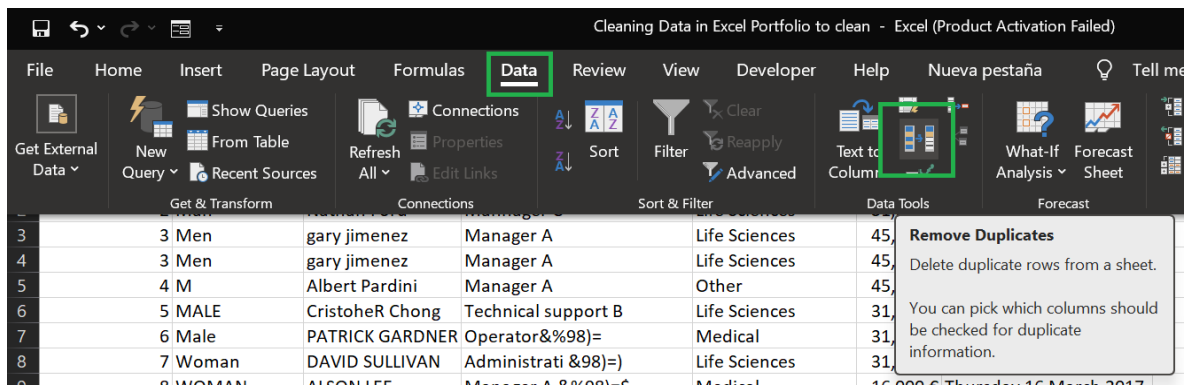 Cleaning Data in Excel Portfolio to clean - Excel (Product Activation Failed)
File Home Insert Page Layout Formulas Data Review View Developer Help Nueva pestaña Tell me
Get External Data
New Query
Show Queries
From Table
Recent Sources
Refresh All
Connections
Properties
Edit Links
Sort
Filter
Clear
Reapply
Advanced
Text to
What-If Analysis
Forecast Sheet
Get & Transform Connections Sort & Filter Data Tools Forecast
3 3 Men gary jimenez Manager A Life Sciences 45,
4 3 Men gary jimenez Manager A Life Sciences 45,
5 4 M Albert Pardini Manager A Other 45,
6 5 MALE CristoheR Chong Technical support B Life Sciences 31,
7 6 Male PATRICK GARDNER Operator&%98)= Medical 31,
8 7 Woman DAVID SULLIVAN Administrati &98)=) Life Sciences 31,
Remove Duplicates
Delete duplicate rows from a sheet.
You can pick which columns should
be checked for duplicate
information.